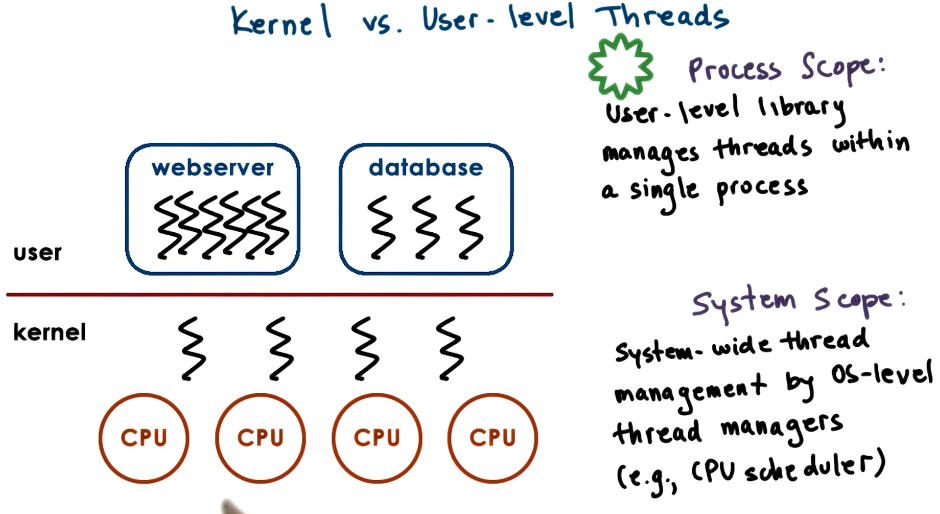 Kernel vs. User-level Threads
Process Scope:
User-level library
manages threads within
a single process
webserver
database
user
kernel
CPU
CPU
CPU
CPU
System Scope:
System-wide thread
management by OS-level
thread managers
(e.g., CPU scheduler)